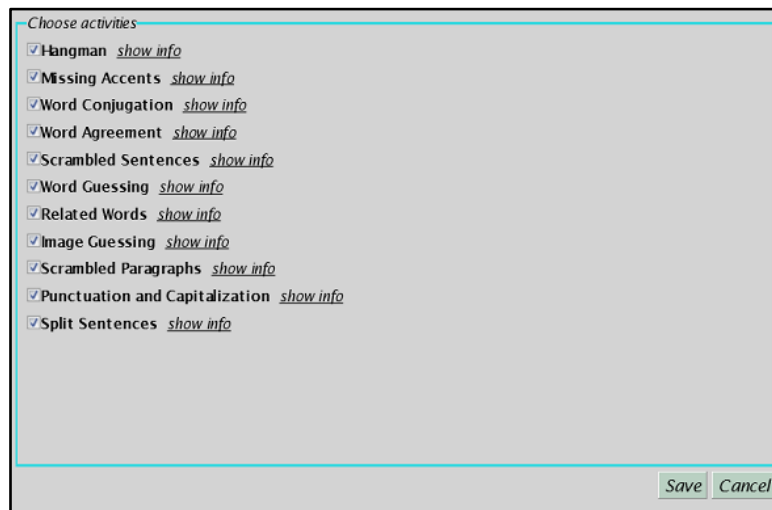 Choose activities
Hangman show info
Missing Accents show info
Word Conjugation show info
Word Agreement show info
Scrambled Sentences show info
Word Guessing show info
Related Words show info
Image Guessing show info
Scrambled Paragraphs show info
Punctuation and Capitalization show info
Split Sentences show info
Save Cancel